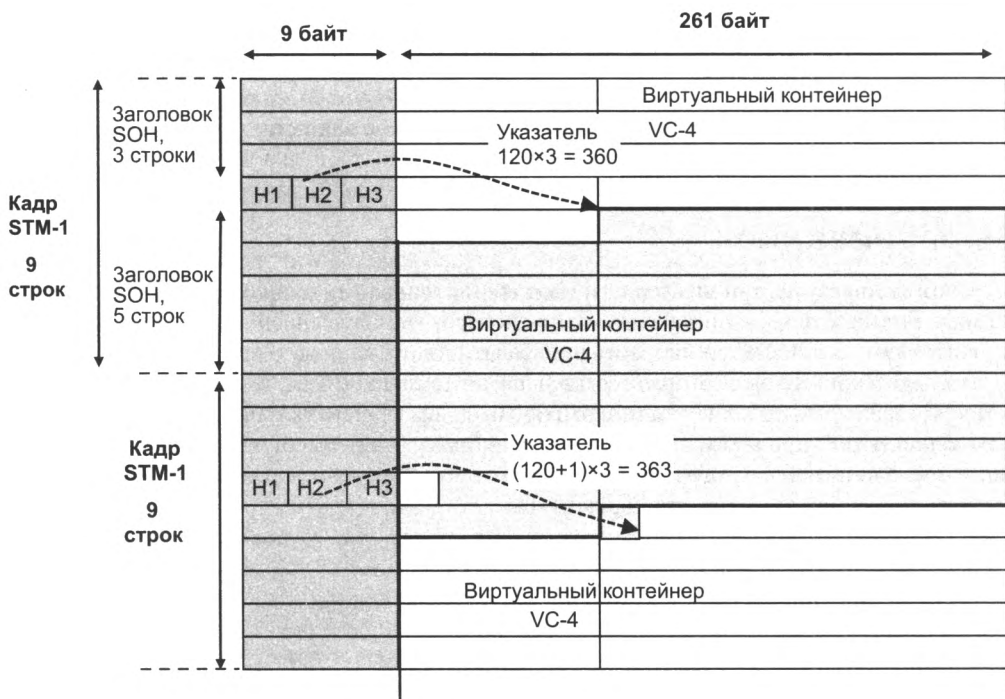 9 байт
261 байт
Заголовок
SOH,
3 строки
Виртуальный контейнер
VC-4
Указатель
120×3 = 360
H1 H2 H3
Кадр
STM-1
9
строк
Заголовок
SOH,
5 строк
Виртуальный контейнер
VC-4
Кадр
STM-1
9
строк
Указатель
(120+1)×3 = 363
H1 H2 H3
Виртуальный контейнер
VC-4